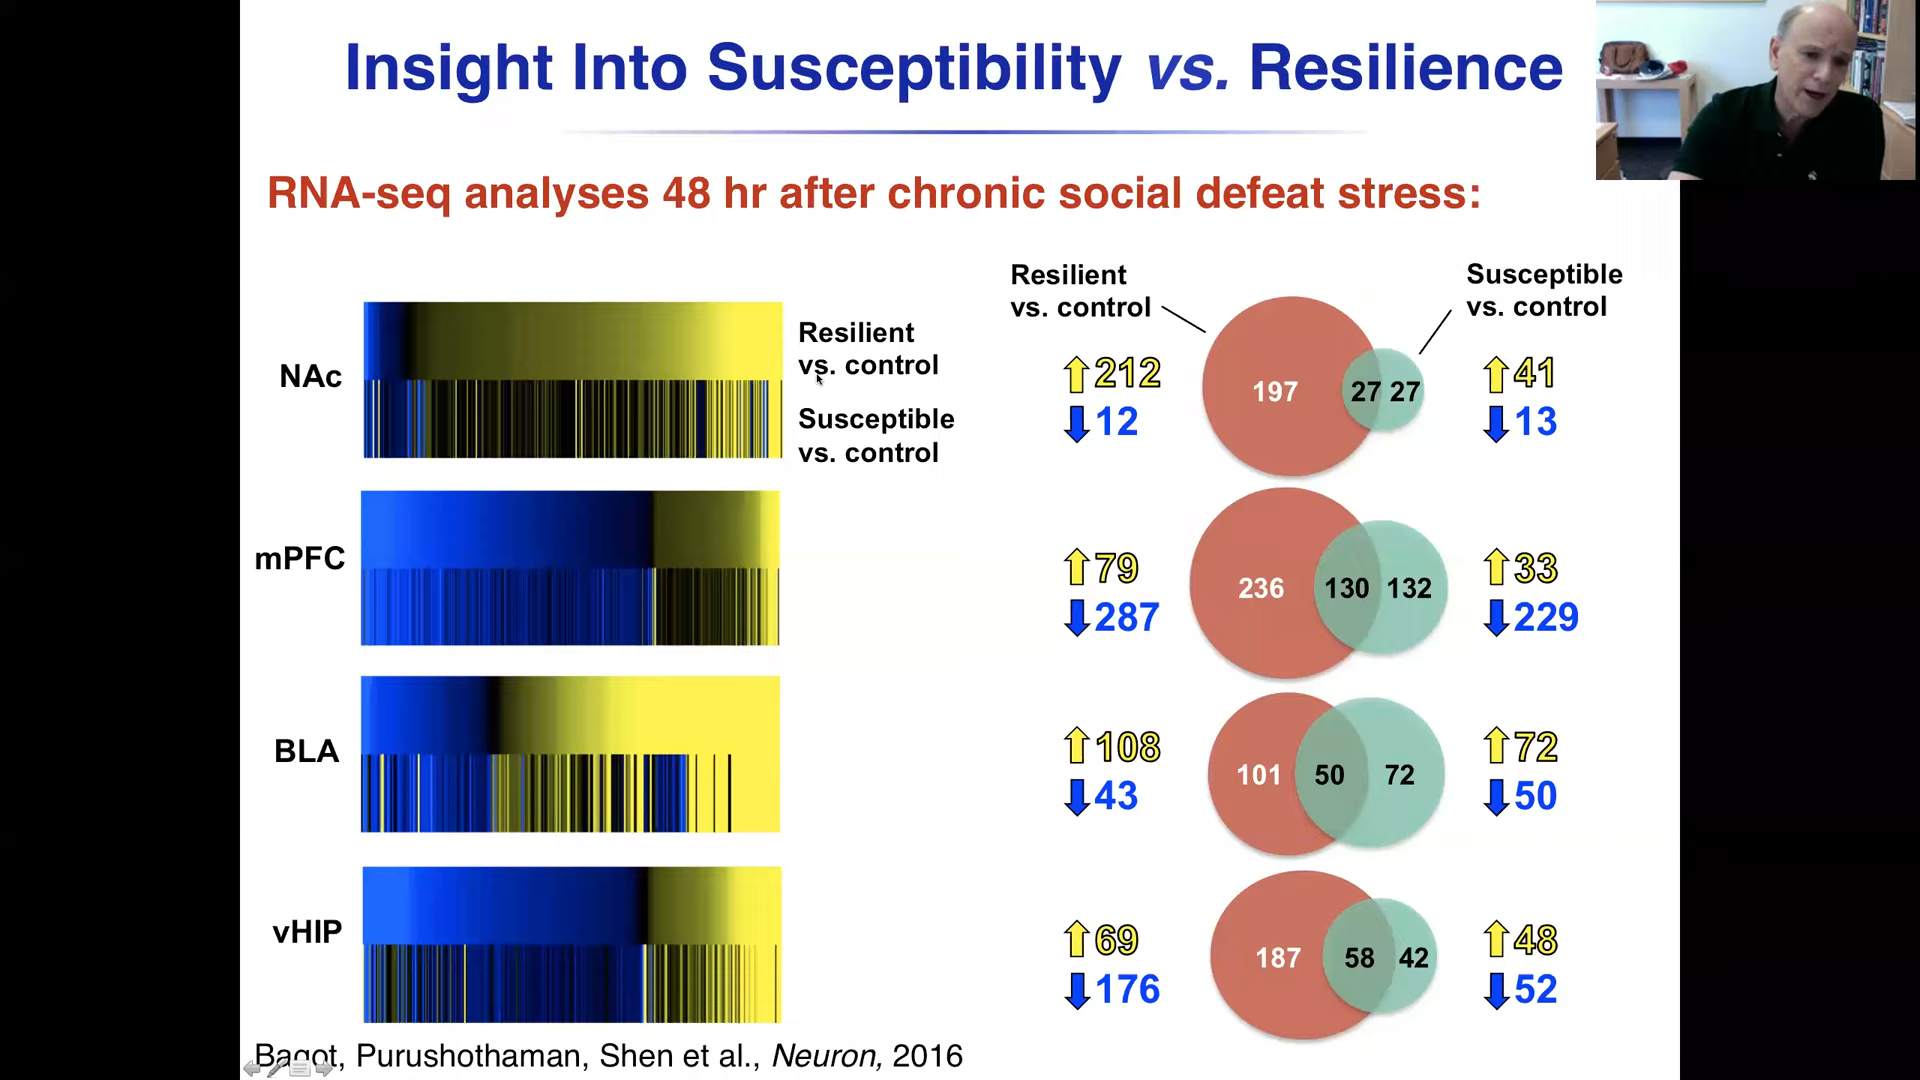 Insight Into Susceptibility vs. Resilience
RNA-seq analyses 48 hr after chronic social defeat stress:
Resilient
vs. control
Susceptible
vs. control
NAc
Resilient
vs. control
Susceptible
vs. control
212
12
197
27
27
41
13
mPFC
79
287
236
130
132
33
229
BLA
108
43
101
50
72
72
50
vHIP
69
176
187
58
42
48
52
Bagot, Purushothaman, Shen et al., Neuron, 2016